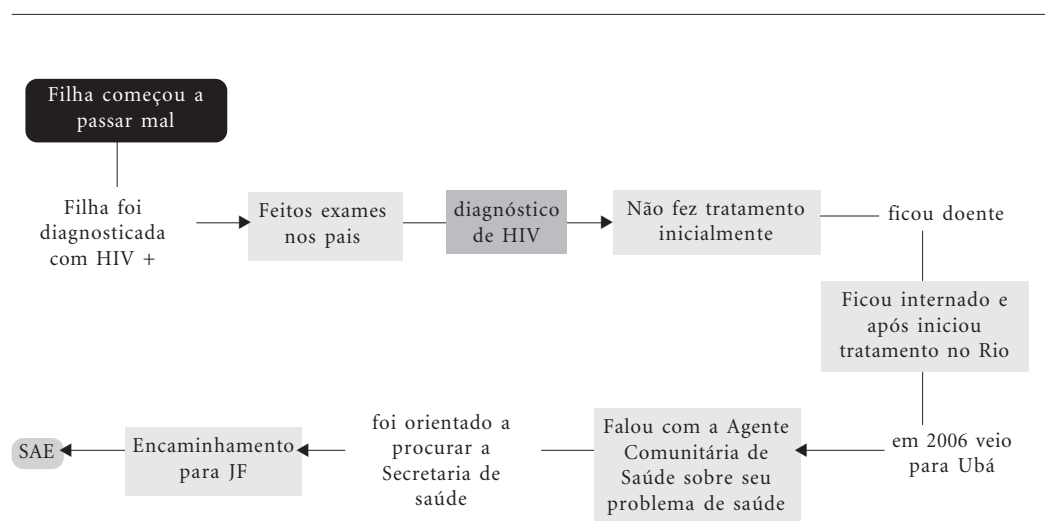 Filha começou a
passar mal
Filha foi
diagnosticada
com HIV +
Feitos exames
nos pais
diagnóstico
de HIV
Não fez tratamento
inicialmente
ficou doente
Ficou internado e
após iniciou
tratamento no Rio
em 2006 veio
para Ubá
Falou com a Agente
Comunitária de
Saúde sobre seu
problema de saúde
foi orientado a
procurar a
Secretaria de
saúde
Encaminhamento
para JF
SAE